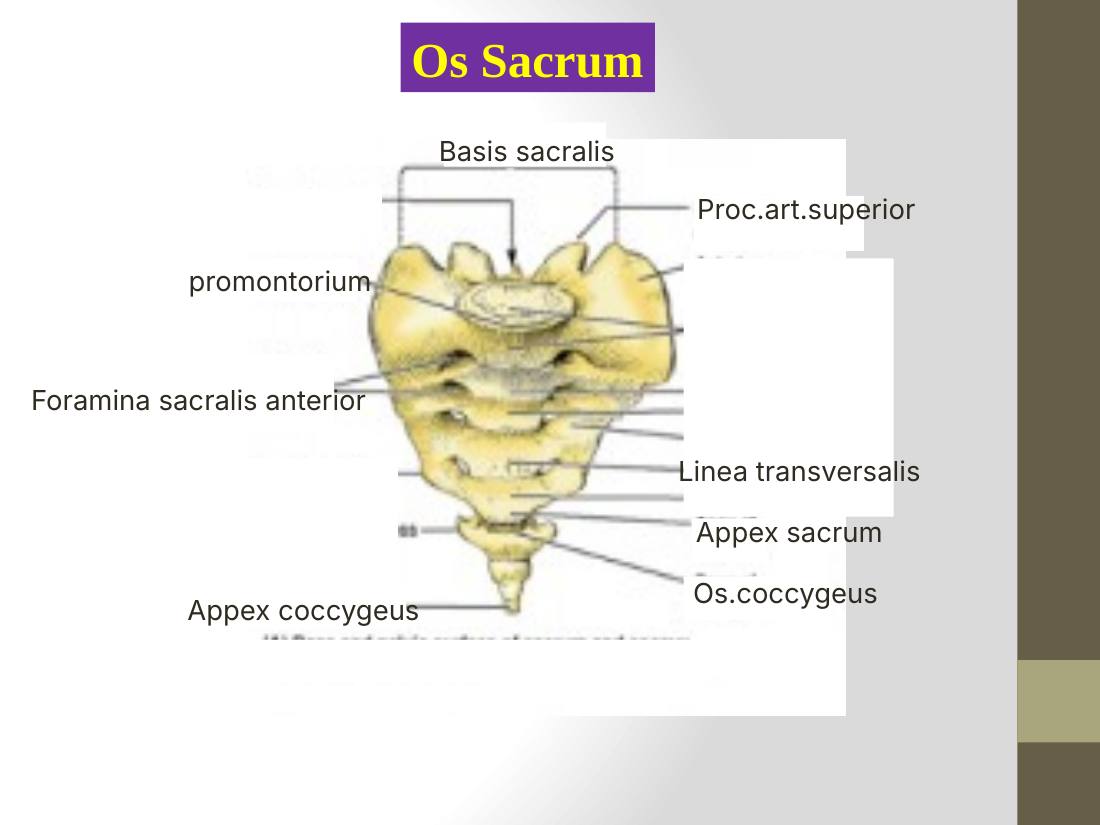 Os Sacrum
Basis sacralis
Proc.art.superior
promontorium
Foramina sacralis anterior
Linea transversalis
Appex sacrum
Os.coccygeus
Appex coccygeus